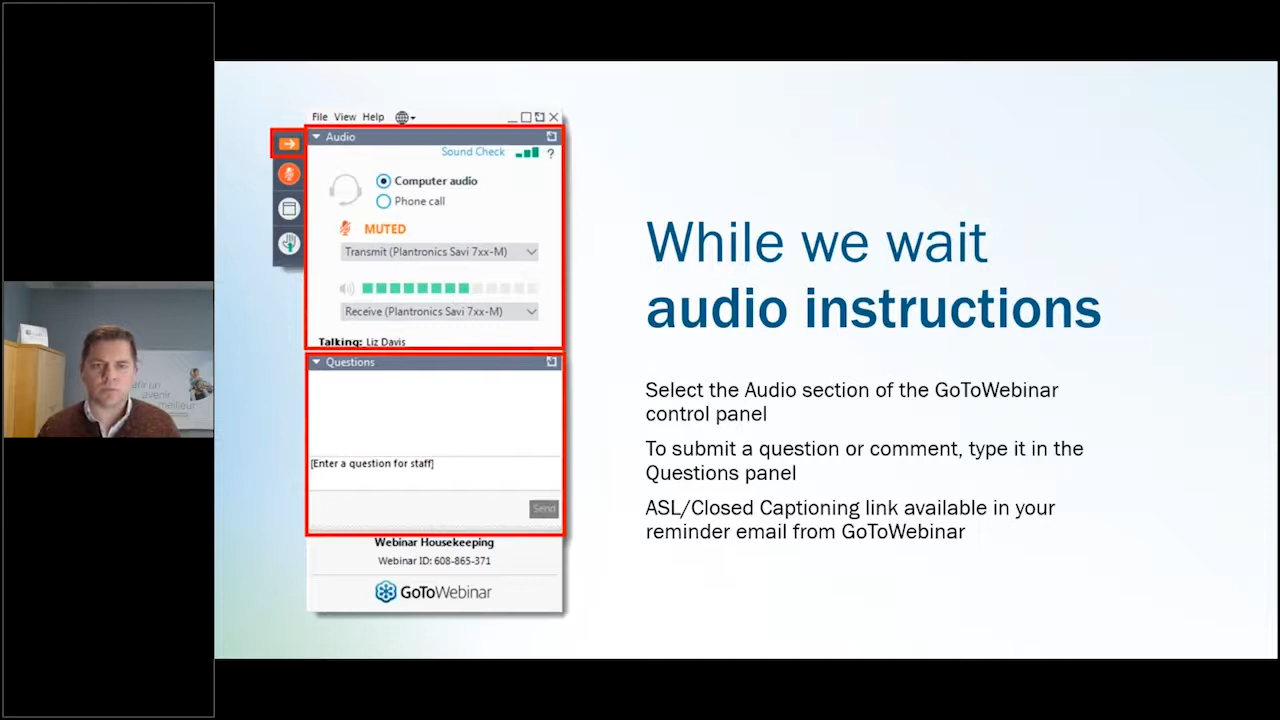 File View Help
Audio
Sound Check
?
Computer audio
Phone call
MUTED
Transmit (Plantronics Savi 7xx-M)
Receive (Plantronics Savi 7xx-M)
Talking: Liz Davis
Questions
[Enter a question for staff]
Send
Webinar Housekeeping
Webinar ID: 608-865-371
GoToWebinar
While we wait
audio instructions
Select the Audio section of the GoToWebinar
control panel
To submit a question or comment, type it in the
Questions panel
ASL/Closed Captioning link available in your
reminder email from GoToWebinar
un
avenir
meilleur